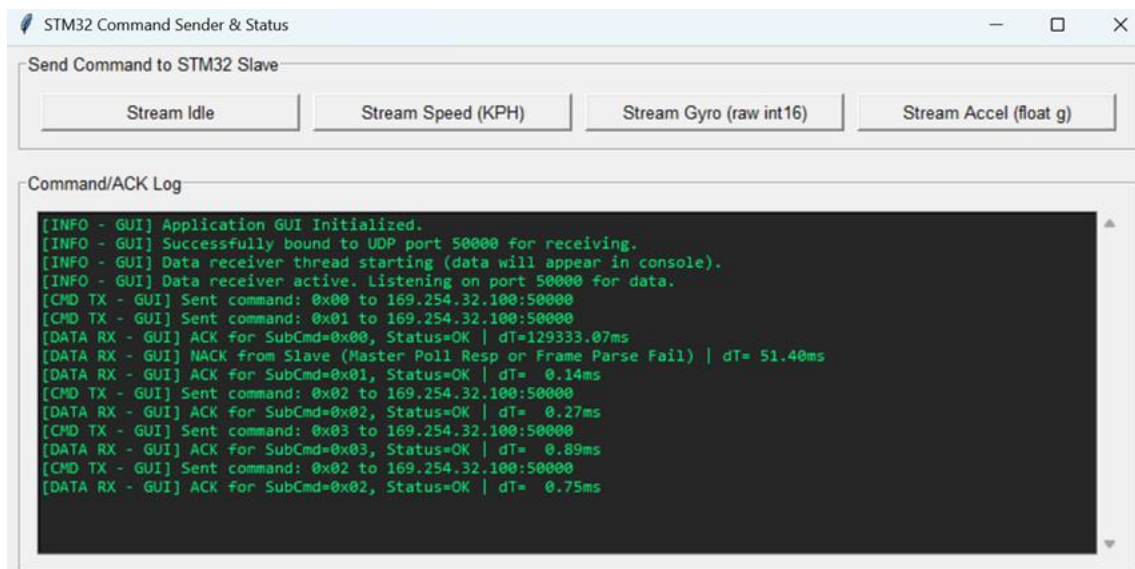 STM32 Command Sender & Status
Send Command to STM32 Slave
Stream Idle
Stream Speed (KPH)
Stream Gyro (raw int16)
Stream Accel (float g)
Command/ACK Log
[INFO - GUI] Application GUI Initialized.
[INFO - GUI] Successfully bound to UDP port 50000 for receiving.
[INFO - GUI] Data receiver thread starting (data will appear in console).
[INFO - GUI] Data receiver active. Listening on port 50000 for data.
[CMD TX - GUI] Sent command: 0x00 to 169.254.32.100:50000
[CMD TX - GUI] Sent command: 0x01 to 169.254.32.100:50000
[DATA RX - GUI] ACK for SubCmd=0x00, Status=OK | dT=129333.07ms
[DATA RX - GUI] NACK from Slave (Master Poll Resp or Frame Parse Fail) | dT= 51.40ms
[DATA RX - GUI] ACK for SubCmd=0x01, Status=OK | dT=  0.14ms
[CMD TX - GUI] Sent command: 0x02 to 169.254.32.100:50000
[DATA RX - GUI] ACK for SubCmd=0x02, Status=OK | dT=  0.27ms
[CMD TX - GUI] Sent command: 0x03 to 169.254.32.100:50000
[DATA RX - GUI] ACK for SubCmd=0x03, Status=OK | dT=  0.89ms
[CMD TX - GUI] Sent command: 0x02 to 169.254.32.100:50000
[DATA RX - GUI] ACK for SubCmd=0x02, Status=OK | dT=  0.75ms